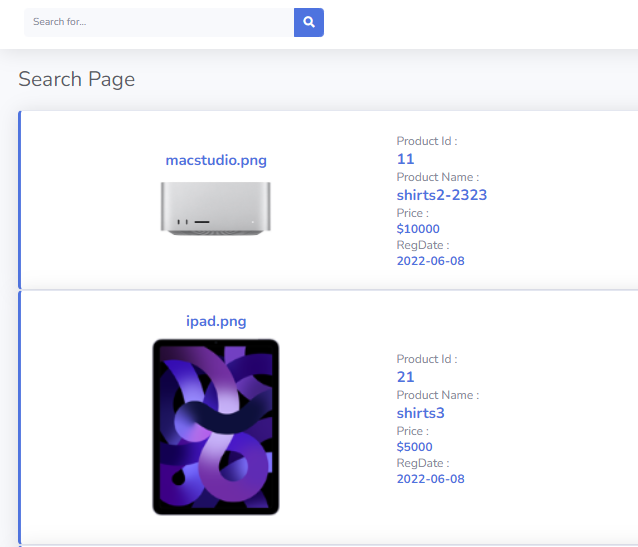 Search for...
Search Page
macstudio.png
Product Id :
11
Product Name :
shirts2-2323
Price :
$10000
RegDate :
2022-06-08
ipad.png
Product Id :
21
Product Name :
shirts3
Price :
$5000
RegDate :
2022-06-08